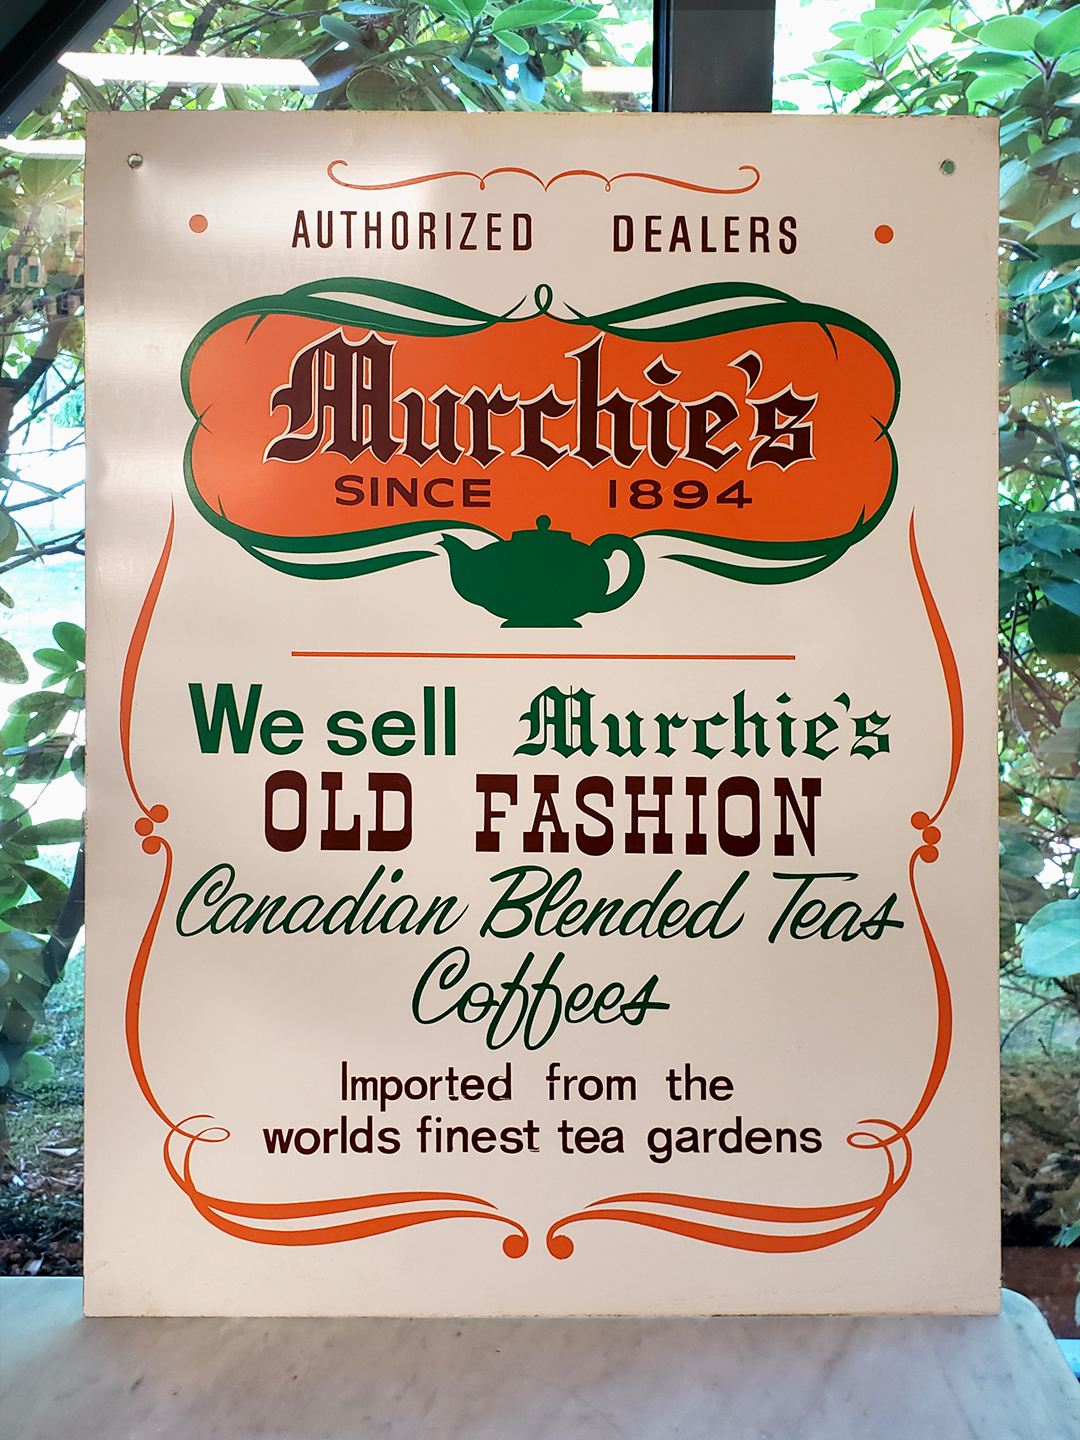 AUTHORIZED DEALERS
Murchie's
SINCE 1894
We sell Murchie's
OLD FASHION
Canadian Blended Teas
Coffees
Imported from the
worlds finest tea gardens